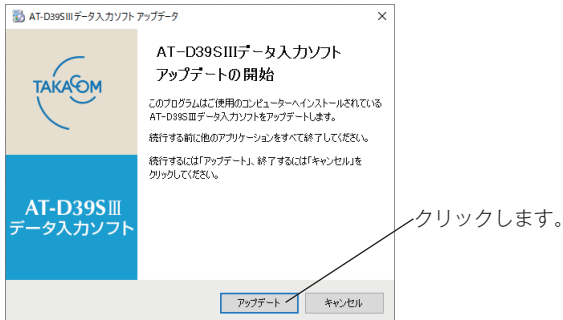 AT-D39SⅢデータ入力ソフト アップデータ
AT-D39SⅢデータ入力ソフト
アップデートの開始
TAKACOM
このプログラムはご使用のコンピューターへインストールされている
AT-D39SⅢデータ入力ソフトをアップデートします。
続行する前に他のアプリケーションをすべて終了してください。
続行するには「アップデート」、終了するには「キャンセル」を
クリックしてください。
AT-D39SⅢ
データ入力ソフト
クリックします。
アップデート
キャンセル